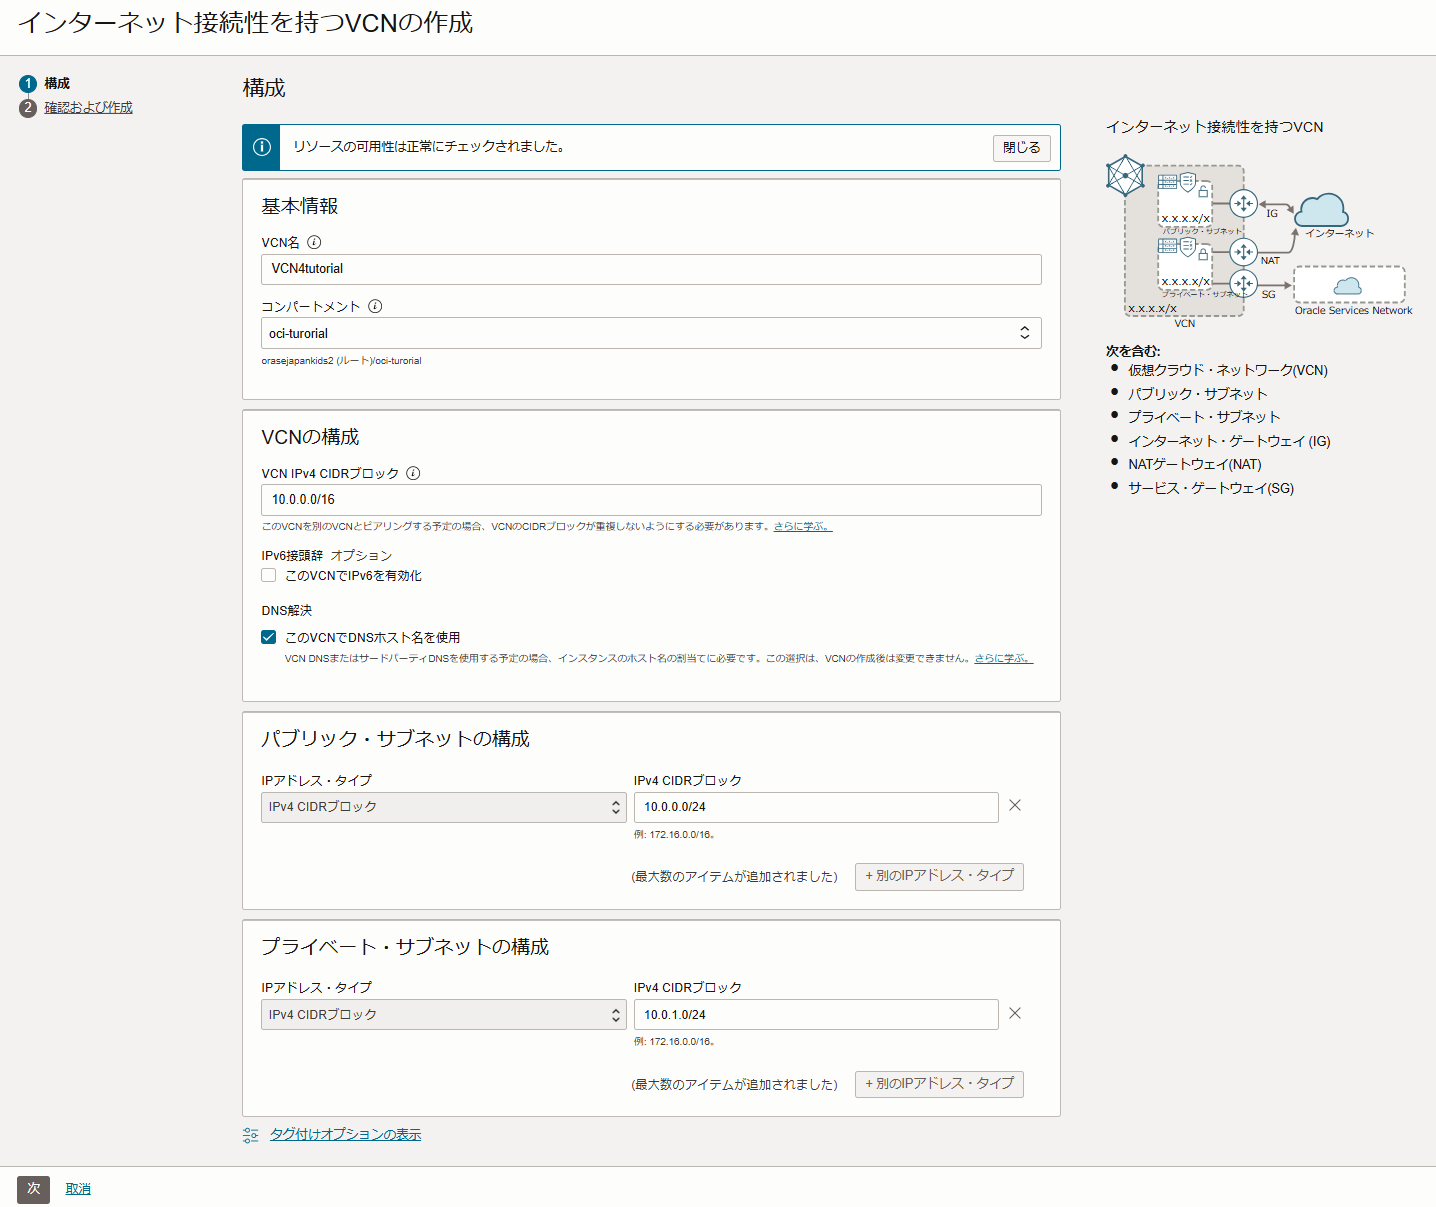 インターネット接続性を持つVCNの作成
1 構成
2 確認および作成
構成
リソースの可用性は正常にチェックされました。
閉じる
基本情報
VCN名
VCN4tutorial
コンパートメント
oci-turorial
orasejapankids2 (ルート)/oci-turorial
VCNの構成
VCN IPv4 CIDRブロック
10.0.0.0/16
このVCNを別のVCNとピアリングする予定の場合、VCNのCIDRブロックが重複しないようにする必要があります。さらに学ぶ。
IPv6接頭辞 オプション
このVCNでIPv6を有効化
DNS解決
このVCNでDNSホスト名を使用
VCN DNSまたはサードパーティDNSを使用する予定の場合、インスタンスのホスト名の割当てに必要です。この選択は、VCNの作成後は変更できません。さらに学ぶ。
パブリック・サブネットの構成
IPアドレス・タイプ
IPv4 CIDRブロック
IPv4 CIDRブロック
10.0.0.0/24
例: 172.16.0.0/16。
(最大数のアイテムが追加されました)
+ 別のIPアドレス・タイプ
プライベート・サブネットの構成
IPアドレス・タイプ
IPv4 CIDRブロック
IPv4 CIDRブロック
10.0.1.0/24
例: 172.16.0.0/16。
(最大数のアイテムが追加されました)
+ 別のIPアドレス・タイプ
タグ付けオプションの表示
次
取消
インターネット接続性を持つVCN
x.x.x.x/x
パブリック・サブネット
IG
インターネット
x.x.x.x/x
プライベート・サブネット
NAT
SG
Oracle Services Network
x.x.x.x/x
VCN
次を含む:
仮想クラウド・ネットワーク(VCN)
パブリック・サブネット
プライベート・サブネット
インターネット・ゲートウェイ (IG)
NATゲートウェイ(NAT)
サービス・ゲートウェイ(SG)